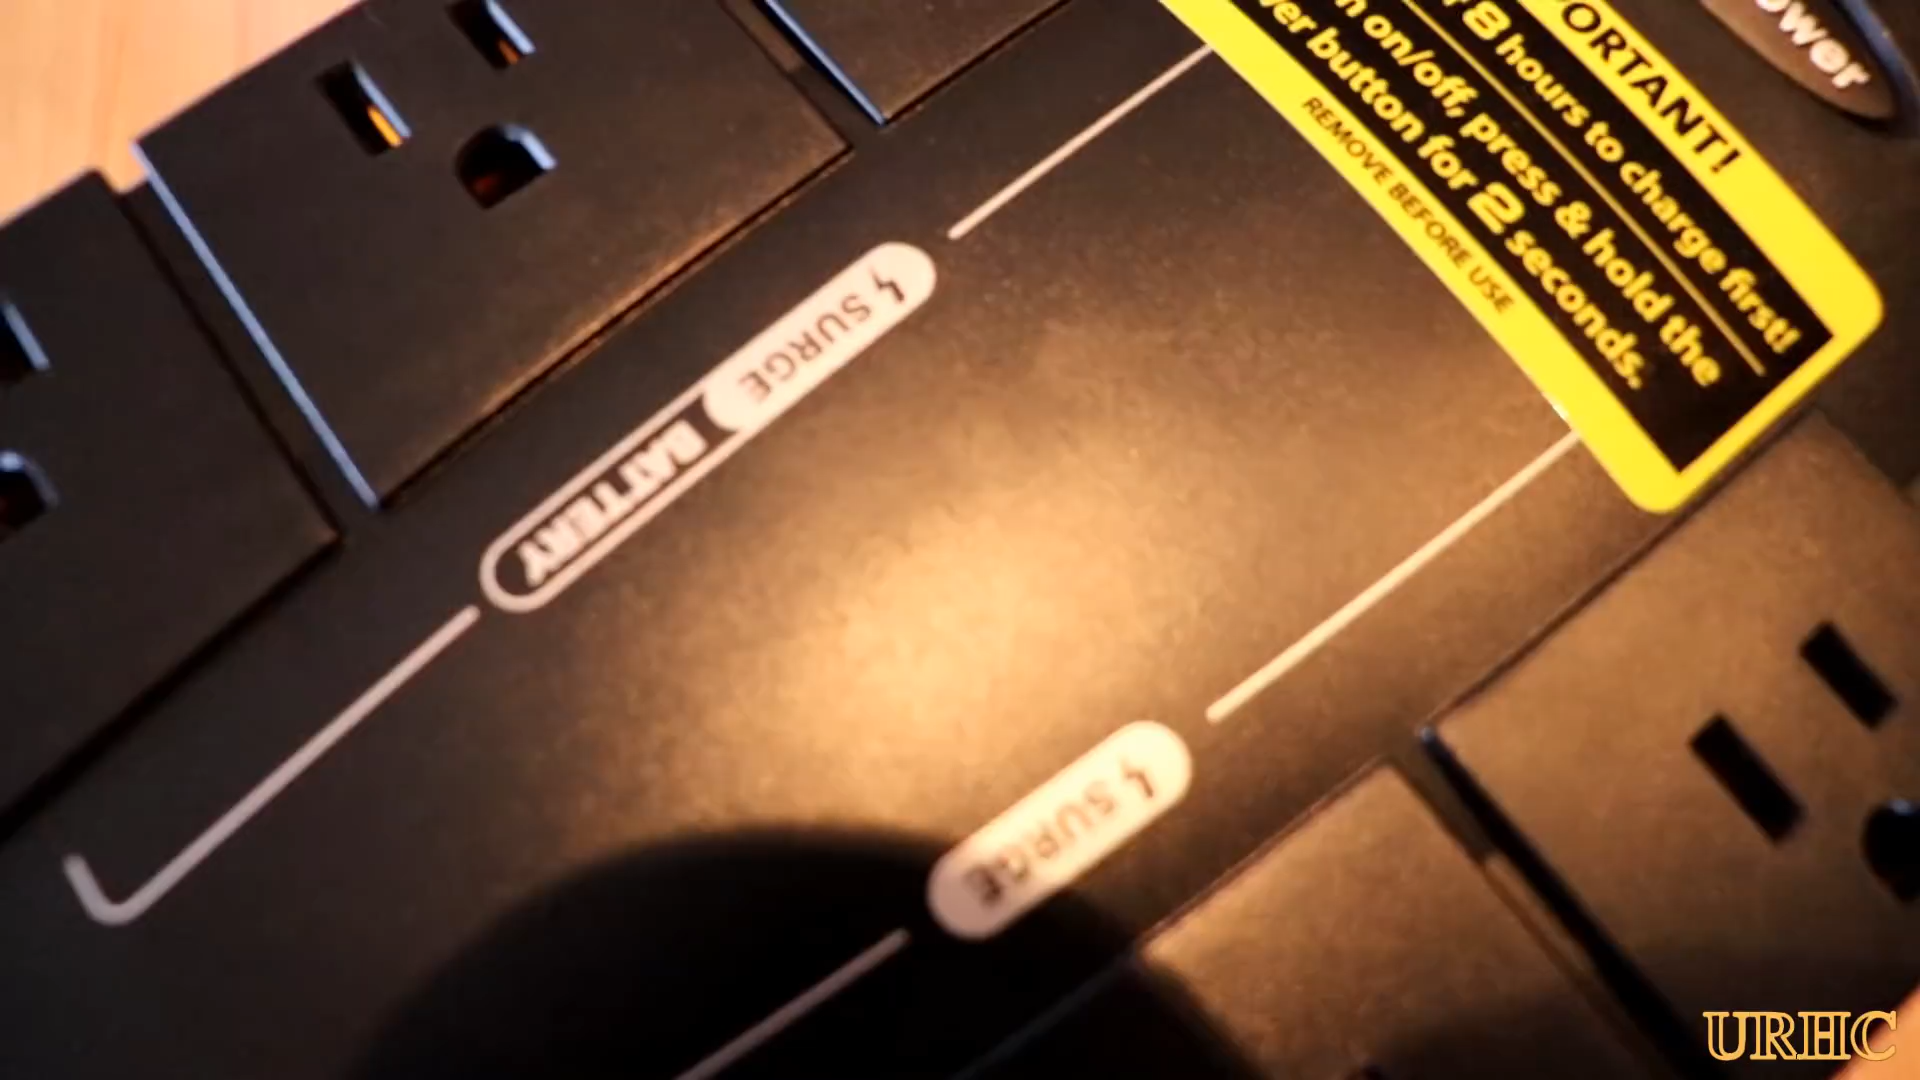 PORTANT!
8 hours to charge first!
n on/off, press & hold the
er button for 2 seconds.
REMOVE BEFORE USE
ower
SURGE
BATTERY
SURGE
URHC